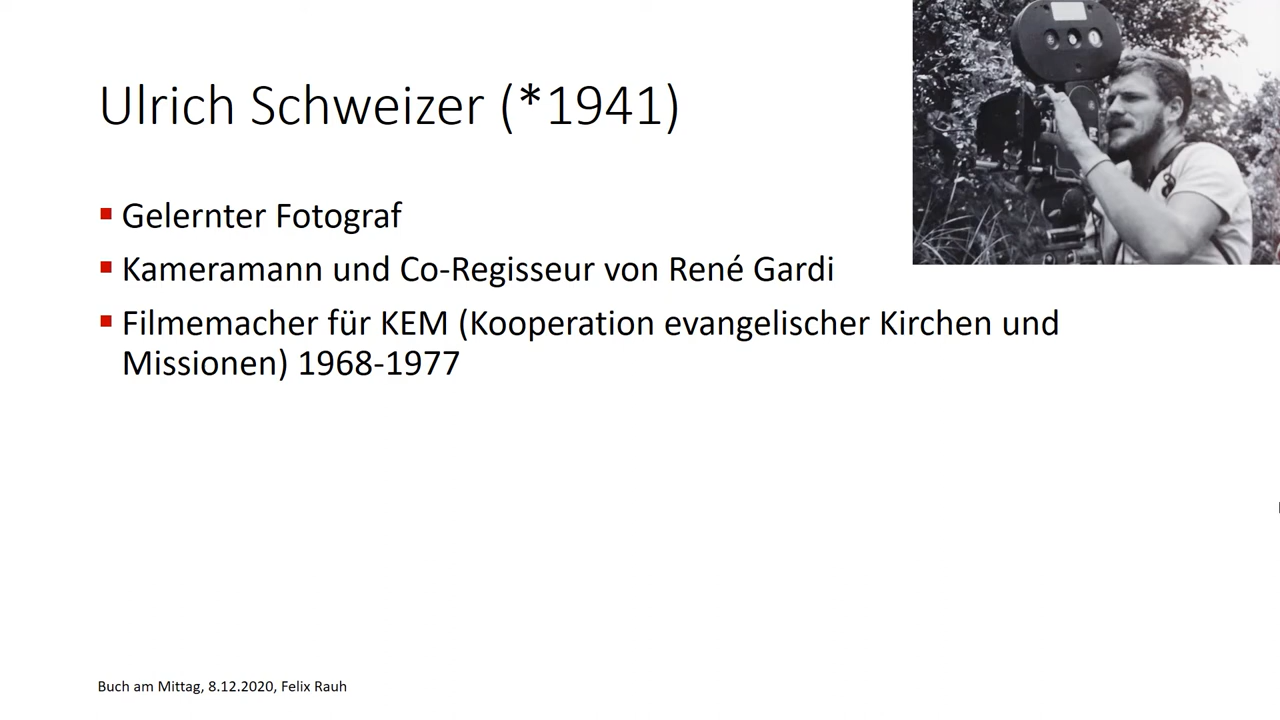 Ulrich Schweizer (*1941)
Gelernter Fotograf
Kameramann und Co-Regisseur von René Gardi
Filmemacher für KEM (Kooperation evangelischer Kirchen und
Missionen) 1968-1977
Buch am Mittag, 8.12.2020, Felix Rauh